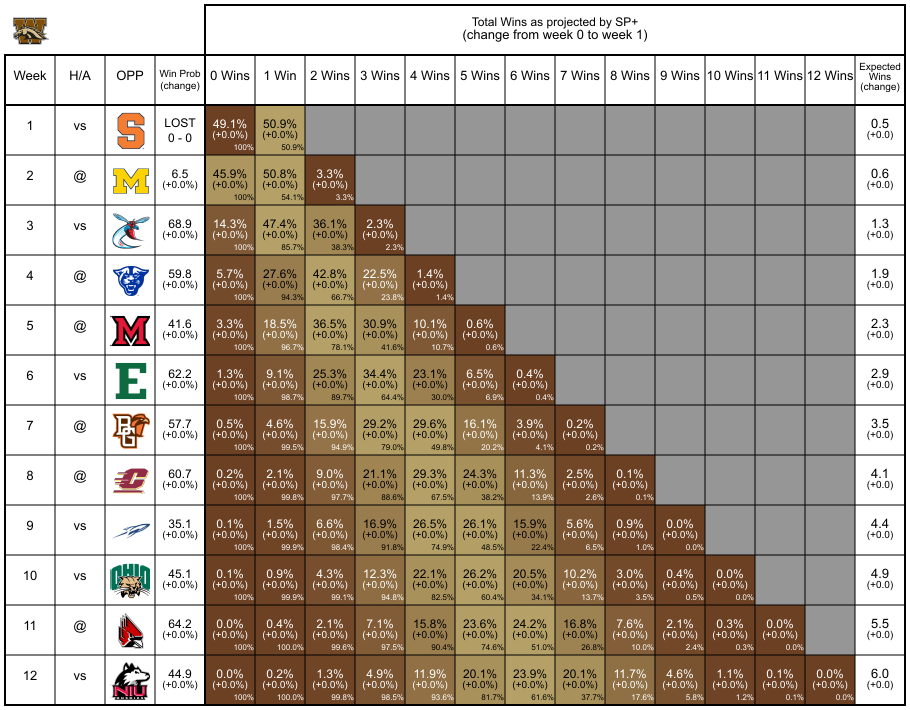 W
Total Wins as projected by SP+
(change from week 0 to week 1)
Week H/A OPP Win Prob (change) 0 Wins 1 Win 2 Wins 3 Wins 4 Wins 5 Wins 6 Wins 7 Wins 8 Wins 9 Wins 10 Wins 11 Wins 12 Wins Expected Wins (change)
1 vs S LOST 49.1% 50.9% 0.5
0 - 0 (+0.0%) (+0.0%) (+0.0)
100% 50.9%
2 @ M 6.5 45.9% 50.8% 3.3% 0.6
(+0.0%) (+0.0%) (+0.0%) (+0.0%) (+0.0)
100% 54.1% 3.3%
3 vs 68.9 14.3% 47.4% 36.1% 2.3% 1.3
(+0.0%) (+0.0%) (+0.0%) (+0.0%) (+0.0%) (+0.0)
100% 85.7% 38.3% 2.3%
4 @ 59.8 5.7% 27.6% 42.8% 22.5% 1.4% 1.9
(+0.0%) (+0.0%) (+0.0%) (+0.0%) (+0.0%) (+0.0%) (+0.0)
100% 94.3% 66.7% 23.8% 1.4%
5 @ M 41.6 3.3% 18.5% 36.5% 30.9% 10.1% 0.6% 2.3
(+0.0%) (+0.0%) (+0.0%) (+0.0%) (+0.0%) (+0.0%) (+0.0%) (+0.0)
100% 96.7% 78.1% 41.6% 10.7% 0.6%
6 vs E 62.2 1.3% 9.1% 25.3% 34.4% 23.1% 6.5% 0.4% 2.9
(+0.0%) (+0.0%) (+0.0%) (+0.0%) (+0.0%) (+0.0%) (+0.0%) (+0.0%) (+0.0)
100% 98.7% 89.7% 64.4% 30.0% 6.9% 0.4%
7 @ BG 57.7 0.5% 4.6% 15.9% 29.2% 29.6% 16.1% 3.9% 0.2% 3.5
(+0.0%) (+0.0%) (+0.0%) (+0.0%) (+0.0%) (+0.0%) (+0.0%) (+0.0%) (+0.0%) (+0.0)
100% 99.5% 94.9% 79.0% 49.8% 20.2% 4.1% 0.2%
8 @ C 60.7 0.2% 2.1% 9.0% 21.1% 29.3% 24.3% 11.3% 2.5% 0.1% 4.1
(+0.0%) (+0.0%) (+0.0%) (+0.0%) (+0.0%) (+0.0%) (+0.0%) (+0.0%) (+0.0%) (+0.0%) (+0.0)
100% 99.8% 97.7% 88.6% 67.5% 38.2% 13.9% 2.6% 0.1%
9 vs 35.1 0.1% 1.5% 6.6% 16.9% 26.5% 26.1% 15.9% 5.6% 0.9% 0.0% 4.4
(+0.0%) (+0.0%) (+0.0%) (+0.0%) (+0.0%) (+0.0%) (+0.0%) (+0.0%) (+0.0%) (+0.0%) (+0.0%) (+0.0)
100% 99.9% 98.4% 91.8% 74.9% 48.5% 22.4% 6.5% 1.0% 0.0%
10 vs OHIO 45.1 0.1% 0.9% 4.3% 12.3% 22.1% 26.2% 20.5% 10.2% 3.0% 0.4% 0.0% 4.9
(+0.0%) (+0.0%) (+0.0%) (+0.0%) (+0.0%) (+0.0%) (+0.0%) (+0.0%) (+0.0%) (+0.0%) (+0.0%) (+0.0%) (+0.0)
100% 99.9% 99.1% 94.8% 82.5% 60.4% 34.1% 13.7% 3.5% 0.5% 0.0%
11 @ 64.2 0.0% 0.4% 2.1% 7.1% 15.8% 23.6% 24.2% 16.8% 7.6% 2.1% 0.3% 0.0% 5.5
(+0.0%) (+0.0%) (+0.0%) (+0.0%) (+0.0%) (+0.0%) (+0.0%) (+0.0%) (+0.0%) (+0.0%) (+0.0%) (+0.0%) (+0.0%) (+0.0)
100% 100.0% 99.6% 97.5% 90.4% 74.6% 51.0% 26.8% 10.0% 2.4% 0.3% 0.0%
12 vs NIU 44.9 0.0% 0.2% 1.3% 4.9% 11.9% 20.1% 23.9% 20.1% 11.7% 4.6% 1.1% 0.1% 0.0% 6.0
(+0.0%) (+0.0%) (+0.0%) (+0.0%) (+0.0%) (+0.0%) (+0.0%) (+0.0%) (+0.0%) (+0.0%) (+0.0%) (+0.0%) (+0.0%) (+0.0%) (+0.0)
100% 100.0% 99.8% 98.5% 93.6% 81.7% 61.6% 37.7% 17.6% 5.8% 1.2% 0.1% 0.0%